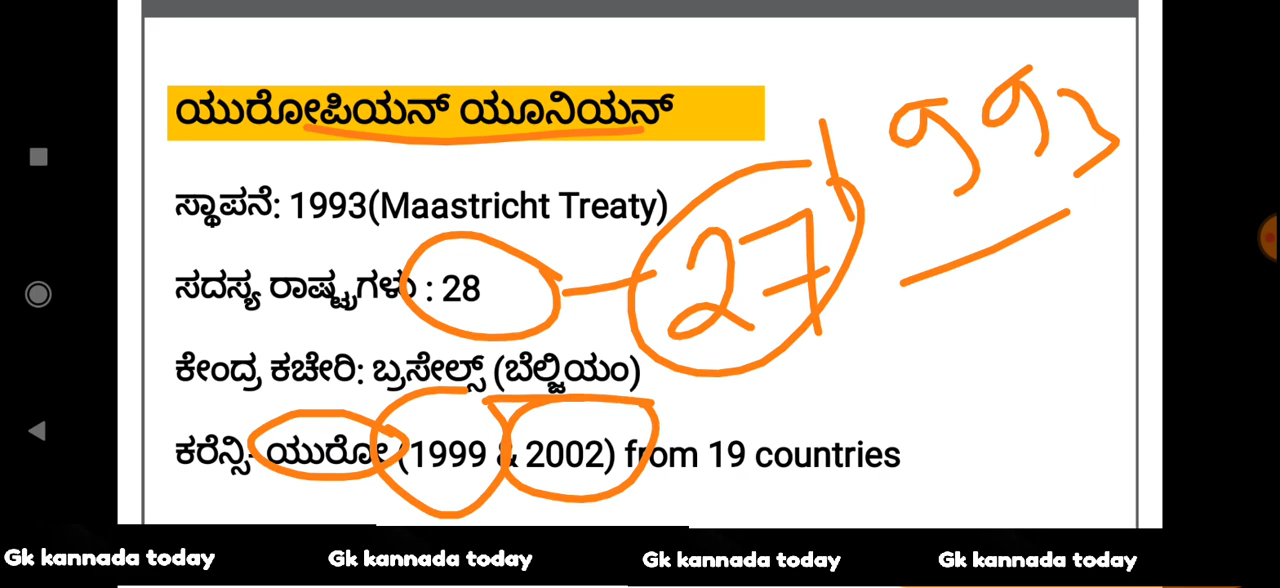 ಯುರೋಪಿಯನ್ ಯೂನಿಯನ್
1993
ಸ್ಥಾಪನೆ: 1993(Maastricht Treaty)
ಸದಸ್ಯ ರಾಷ್ಟ್ರಗಳು : 28
27
ಕೇಂದ್ರ ಕಚೇರಿ: ಬ್ರಸೇಲ್ಸ್ (ಬೆಲ್ಜಿಯಂ)
ಕರೆನ್ಸಿ- ಯುರೋ (1999 & 2002) from 19 countries
Gk kannada today Gk kannada today Gk kannada today Gk kannada today